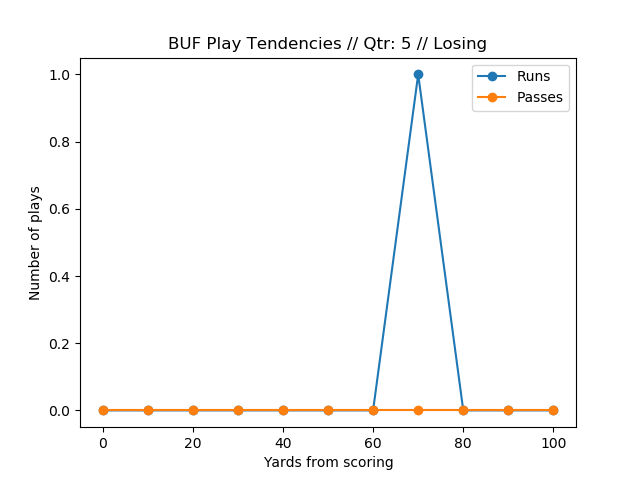 BUF Play Tendencies // Qtr: 5 // Losing
Runs
Passes
1.0
0.8
0.6
0.4
0.2
0.0
Number of plays
0 20 40 60 80 100
Yards from scoring